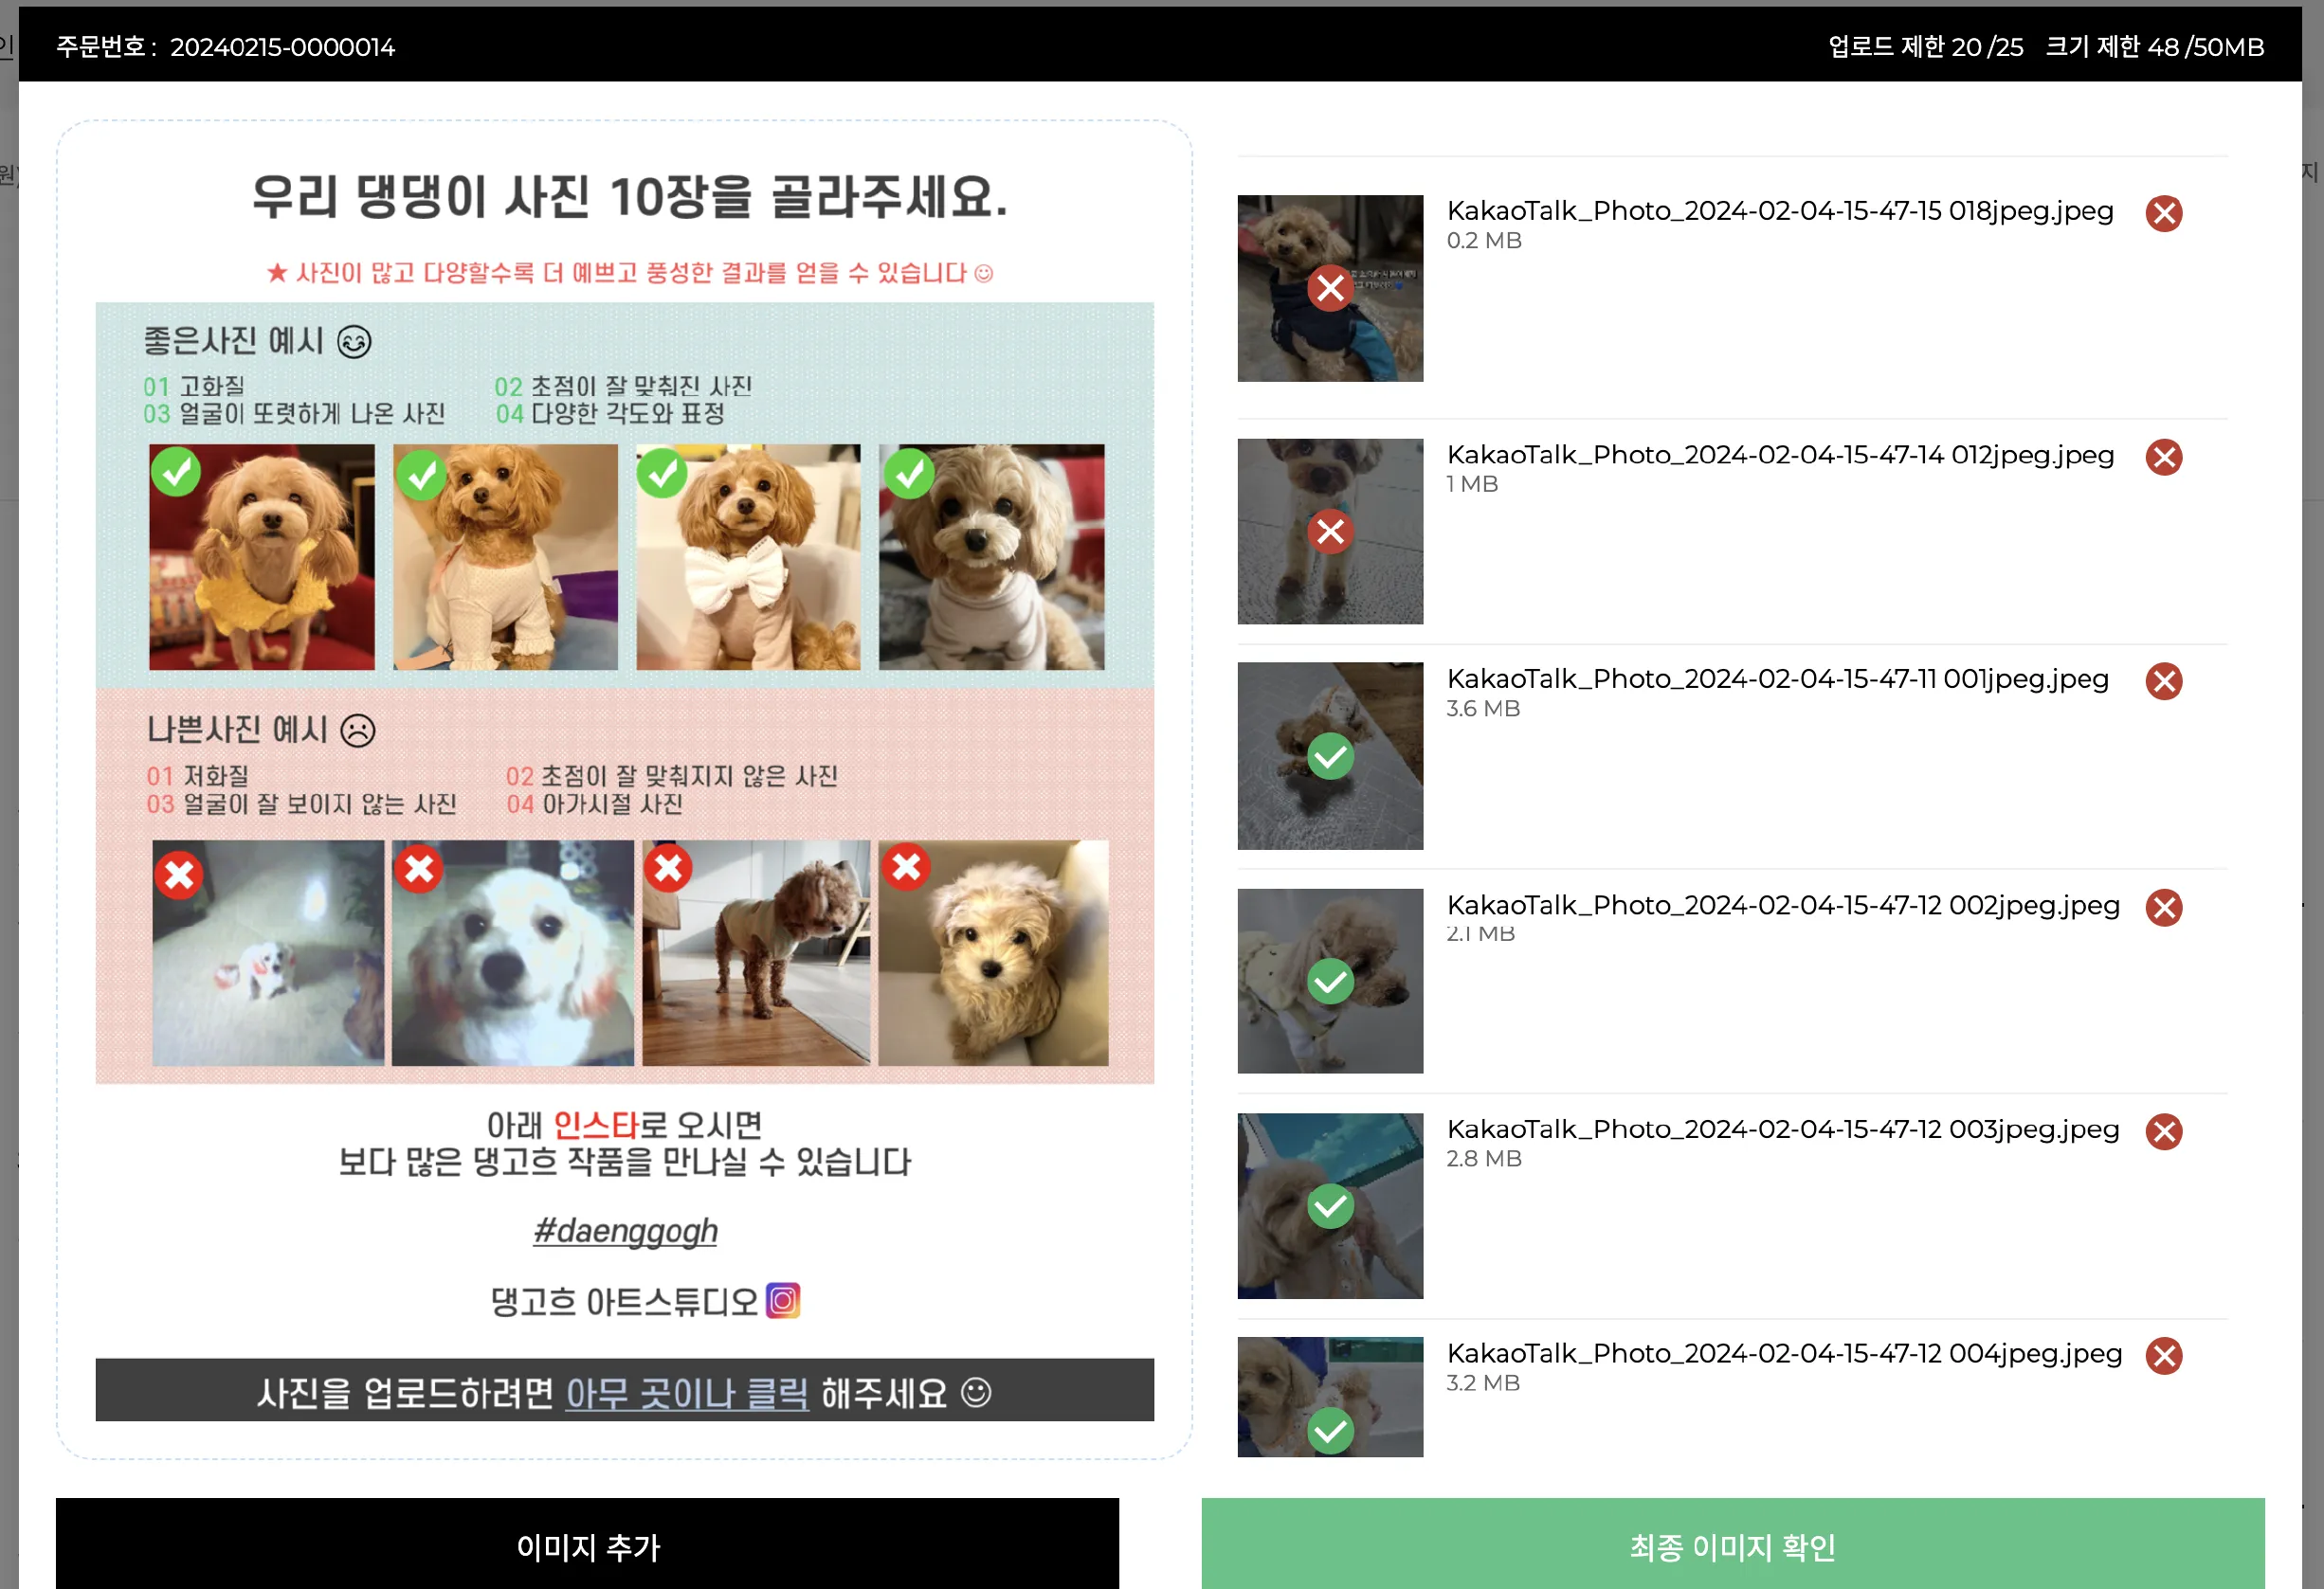 주문번호 : 20240215-0000014
업로드 제한 20 /25 크기 제한 48 /50MB
우리 댕댕이 사진 10장을 골라주세요.
★ 사진이 많고 다양할수록 더 예쁘고 풍성한 결과를 얻을 수 있습니다☺
좋은사진 예시 😊
01 고화질
02 초점이 잘 맞춰진 사진
03 얼굴이 또렷하게 나온 사진
04 다양한 각도와 표정
나쁜사진 예시 ☹
01 저화질
02 초점이 잘 맞춰지지 않은 사진
03 얼굴이 잘 보이지 않는 사진
04 아가시절 사진
아래 인스타로 오시면
보다 많은 댕고흐 작품을 만나실 수 있습니다
#daenggogh
댕고흐 아트스튜디오
사진을 업로드하려면 아무 곳이나 클릭 해주세요 ☺
이미지 추가
KakaoTalk_Photo_2024-02-04-15-47-15 018jpeg.jpeg
0.2 MB
KakaoTalk_Photo_2024-02-04-15-47-14 012jpeg.jpeg
1 MB
KakaoTalk_Photo_2024-02-04-15-47-11 001jpeg.jpeg
3.6 MB
KakaoTalk_Photo_2024-02-04-15-47-12 002jpeg.jpeg
2.1 MB
KakaoTalk_Photo_2024-02-04-15-47-12 003jpeg.jpeg
2.8 MB
KakaoTalk_Photo_2024-02-04-15-47-12 004jpeg.jpeg
3.2 MB
최종 이미지 확인